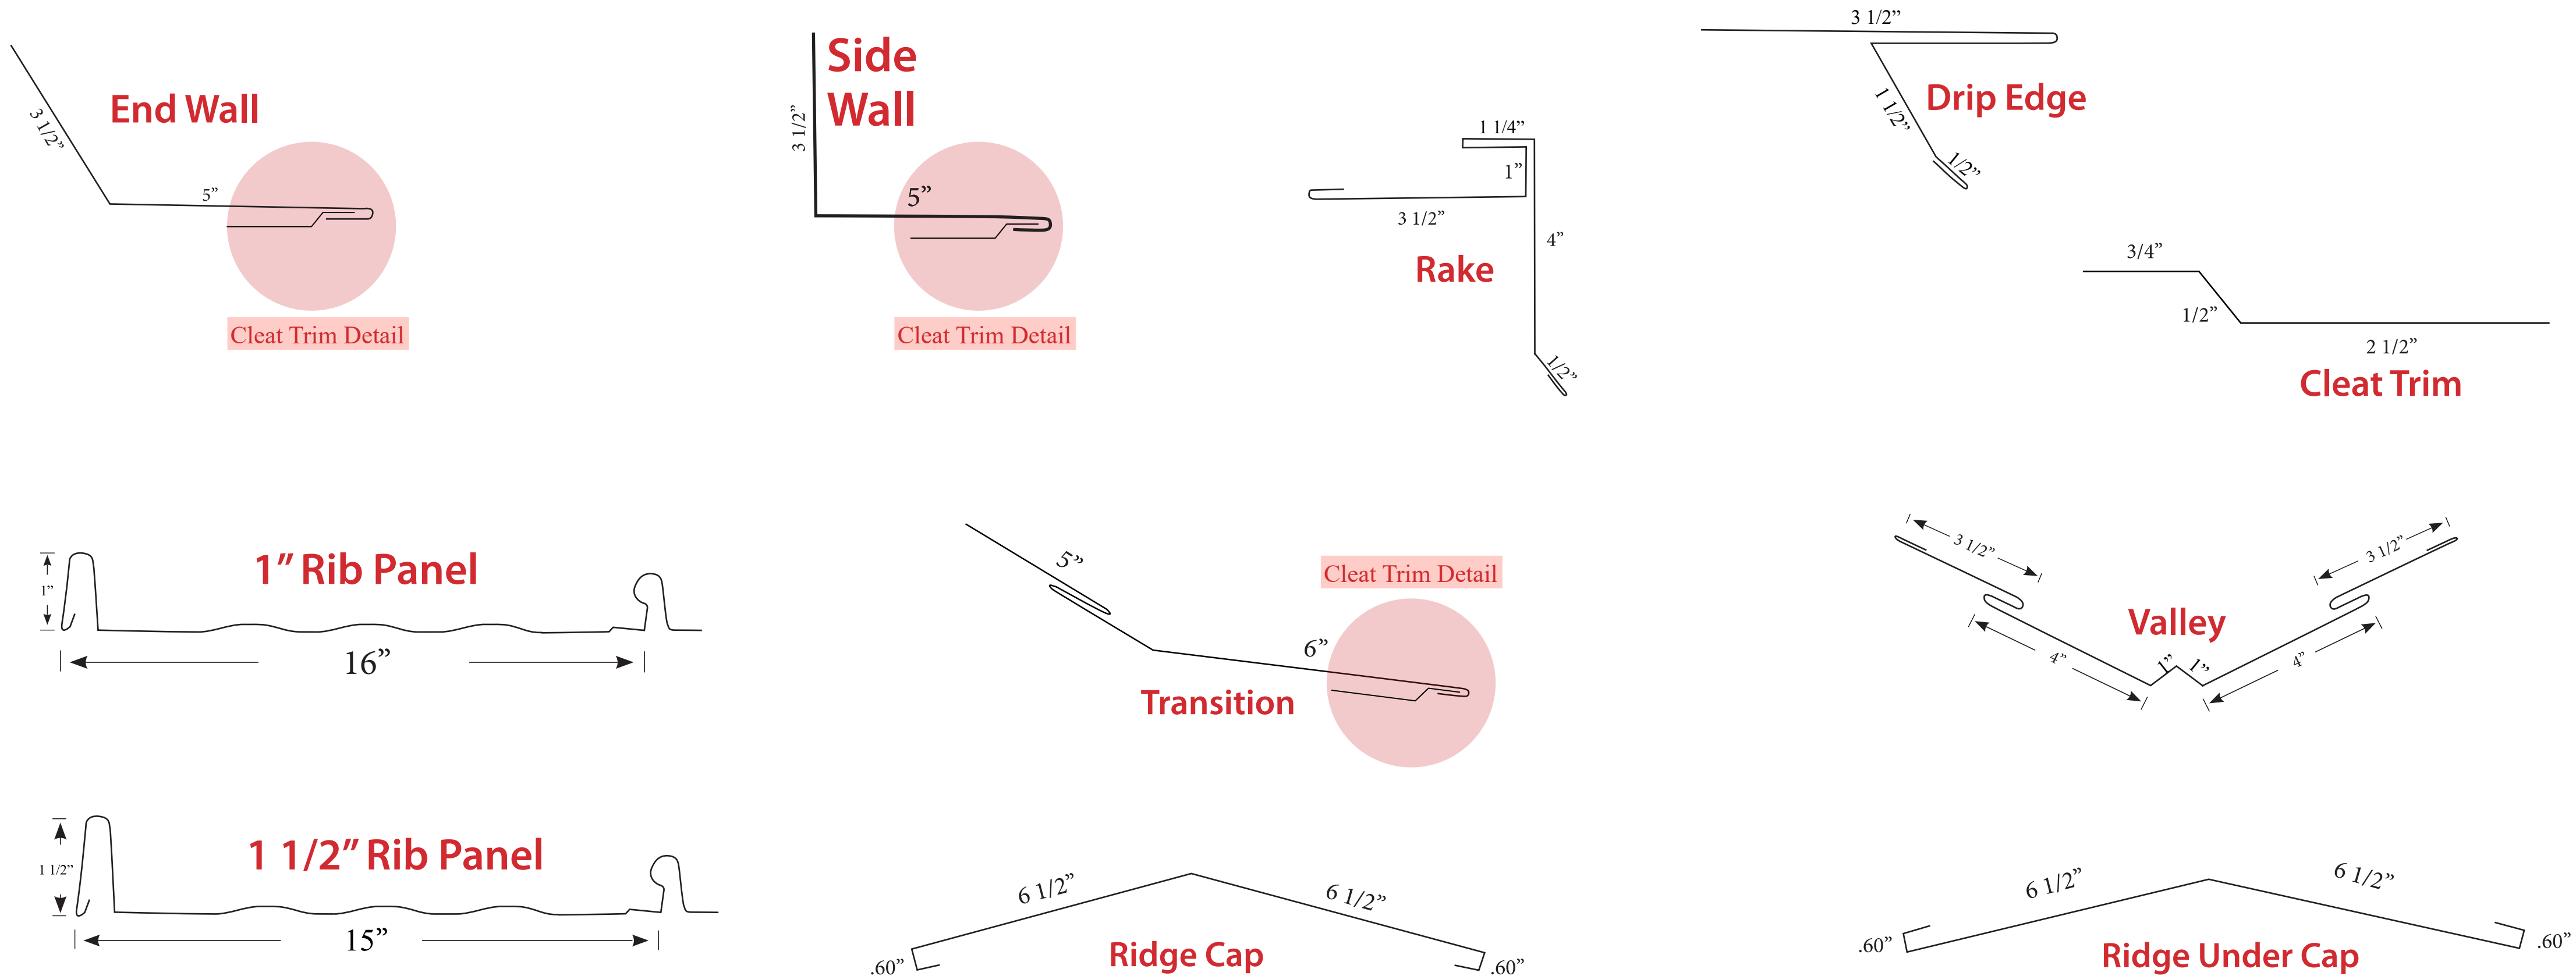 End Wall
3 1/2”
5”
Cleat Trim Detail
Side
Wall
3 1/2”
5”
Cleat Trim Detail
1 1/4”
1”
3 1/2”
4”
Rake
1/2”
3 1/2”
Drip Edge
1 1/2”
1/2”
3/4”
1/2”
2 1/2”
Cleat Trim
1” Rib Panel
1”
16”
5”
Cleat Trim Detail
6”
Transition
3 1/2”
3 1/2”
Valley
4”
1”
1”
4”
1 1/2” Rib Panel
1 1/2”
15”
6 1/2”
6 1/2”
Ridge Cap
.60”
.60”
6 1/2”
6 1/2”
.60”
.60”
Ridge Under Cap